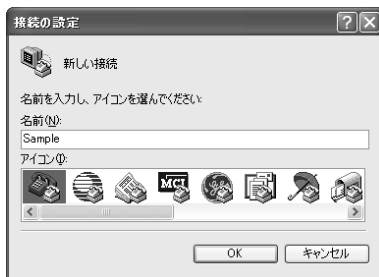 接続の設定
新しい接続
名前を入力し、アイコンを選んでください:
名前(N):
Sample
アイコン(I):
MCI
OK
キャンセル